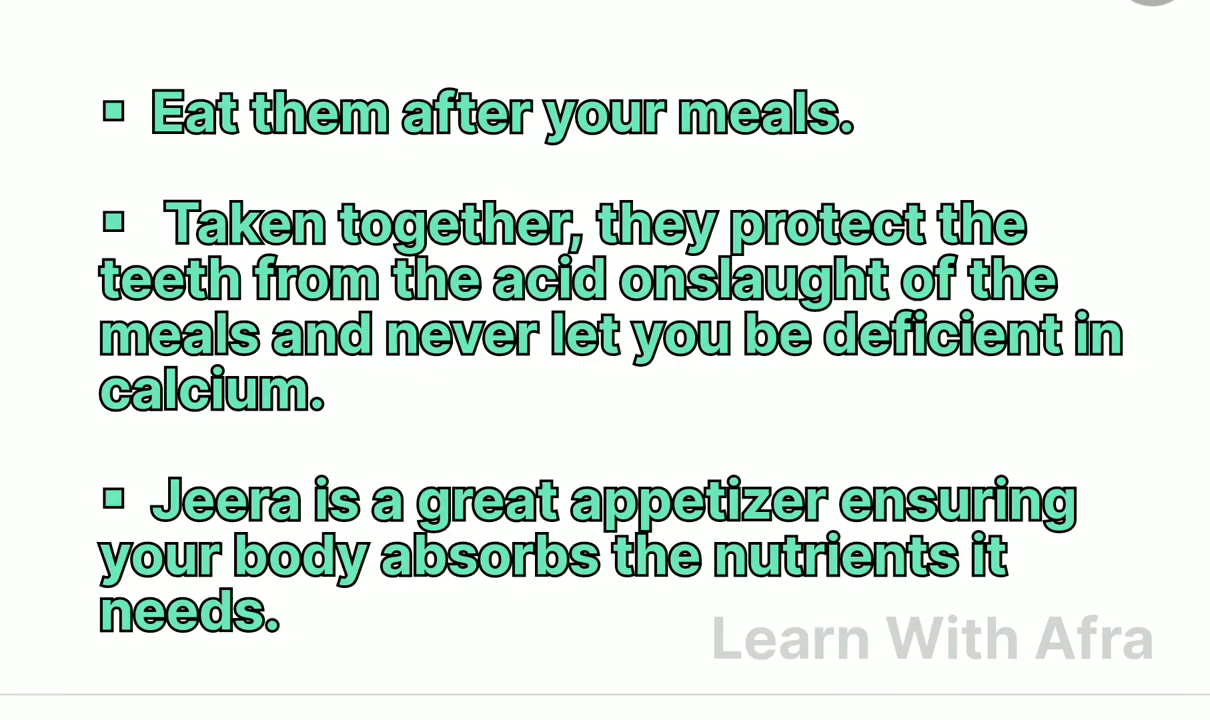 ▪ Eat them after your meals.
▪ Taken together, they protect the
teeth from the acid onslaught of the
meals and never let you be deficient in
calcium.
▪ Jeera is a great appetizer ensuring
your body absorbs the nutrients it
needs.
Learn With Afra